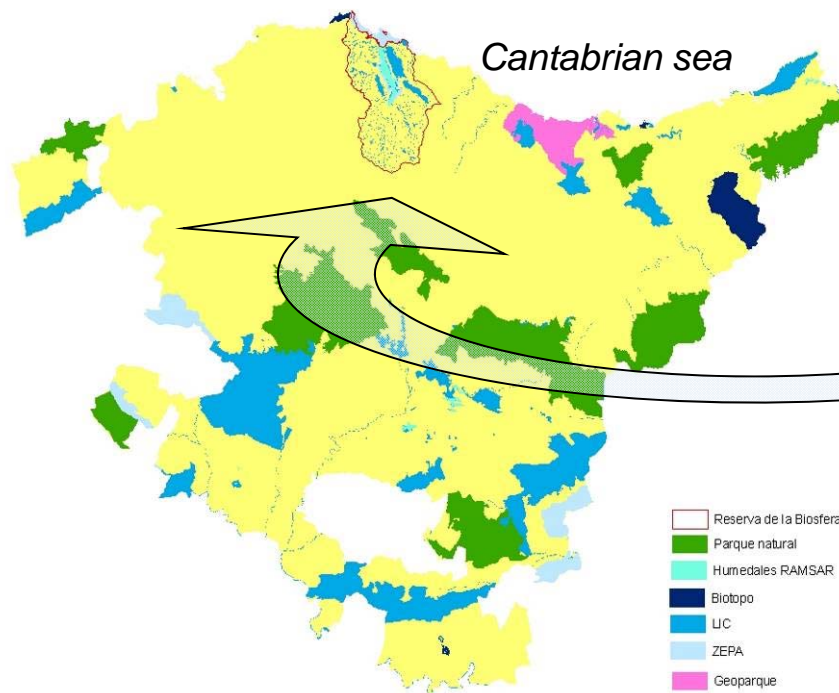 Cantabrian sea
Reserva de la Biosfera
Parque natural
Humedales RAMSAR
Biotopo
LIC
ZEPA
Geoparque